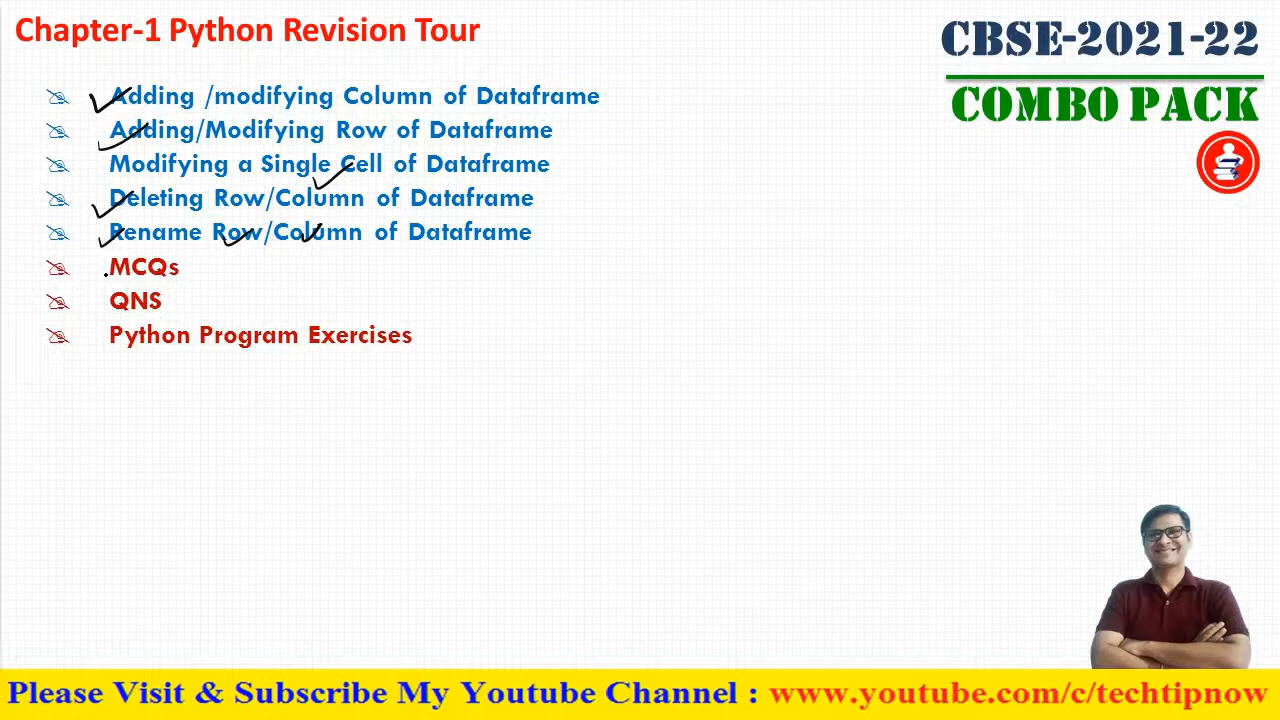 Chapter-1 Python Revision Tour
CBSE-2021-22
COMBO PACK
Adding /modifying Column of Dataframe
Adding/Modifying Row of Dataframe
Modifying a Single Cell of Dataframe
Deleting Row/Column of Dataframe
Rename Row/Column of Dataframe
MCQs
QNS
Python Program Exercises
Please Visit & Subscribe My Youtube Channel : www.youtube.com/c/techtipnow